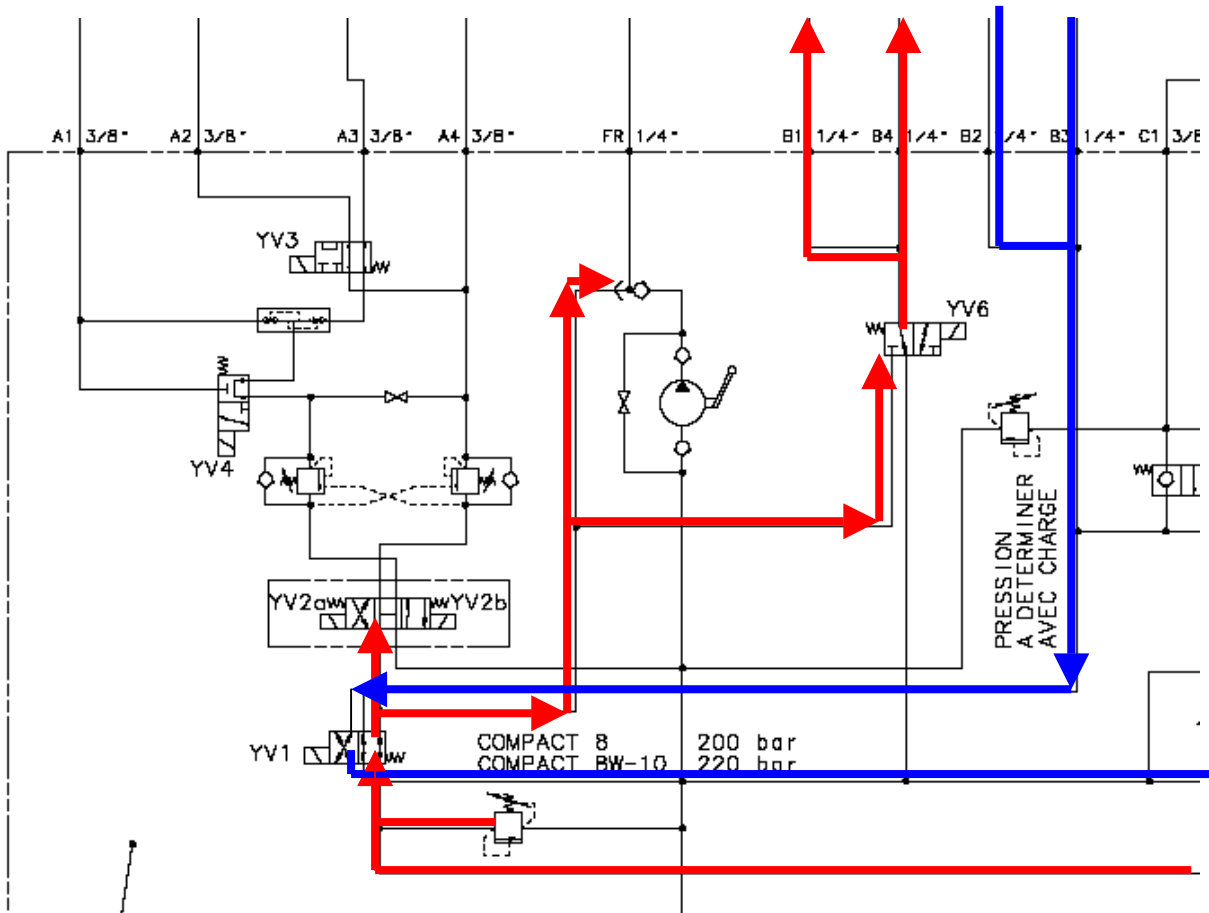 A1 3/8" A2 3/8" A3 3/8" A4 3/8" FR 1/4" B1 1/4" B4 1/4" B2 1/4" B3 1/4" C1 3/8
YV3
YV6
YV4
PRESSION
A DETERMINER
AVEC CHARGE
YV2a YV2b
YV1
COMPACT 8 200 bar
COMPACT 8W-10 220 bar